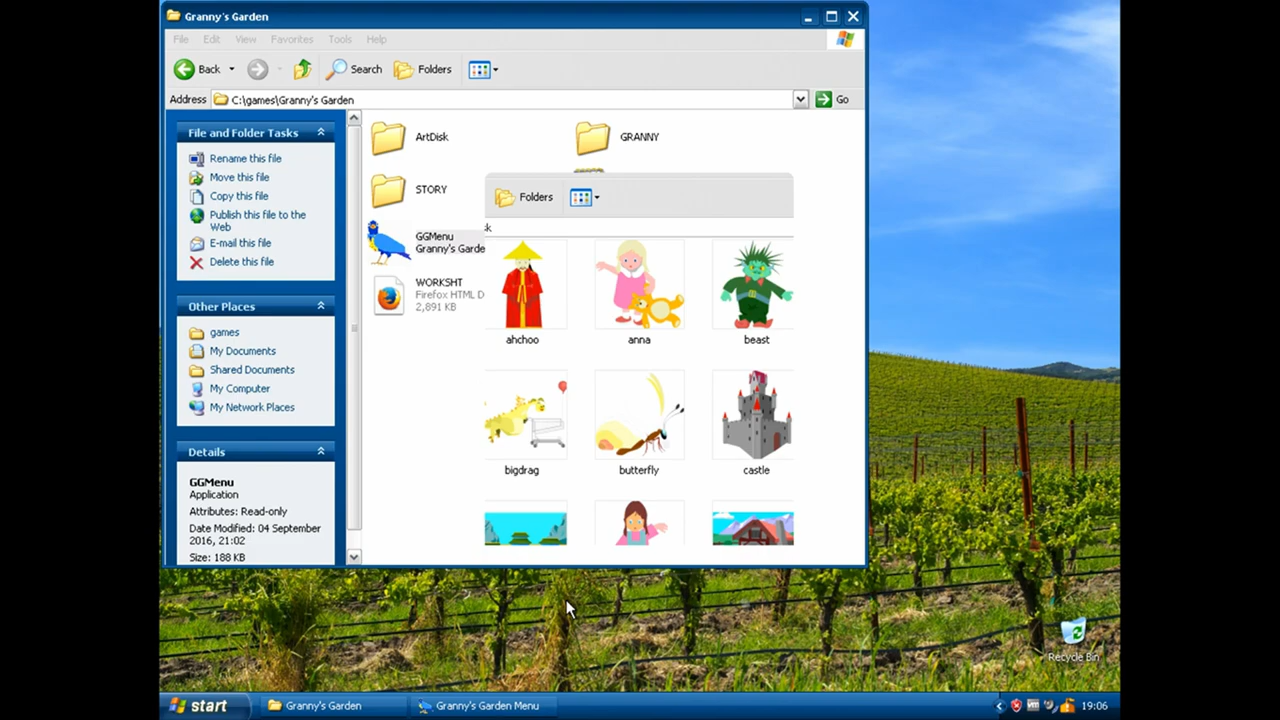 Granny's Garden
File Edit View Favorites Tools Help
Back Search Folders
Address C:\games\Granny's Garden Go
File and Folder Tasks
Rename this file
Move this file
Copy this file
Publish this file to the
Web
E-mail this file
Delete this file
Other Places
games
My Documents
Shared Documents
My Computer
My Network Places
Details
GGMenu
Application
Attributes: Read-only
Date Modified: 04 September
2016, 21:02
Size: 188 KB
ArtDisk
GRANNY
STORY
GGMenu
Granny's Garde
WORKSHT
Firefox HTML D
2,891 KB
Folders
sk
ahchoo
anna
beast
bigdrag
butterfly
castle
Recycle Bin
start
Granny's Garden
Granny's Garden Menu
19:06